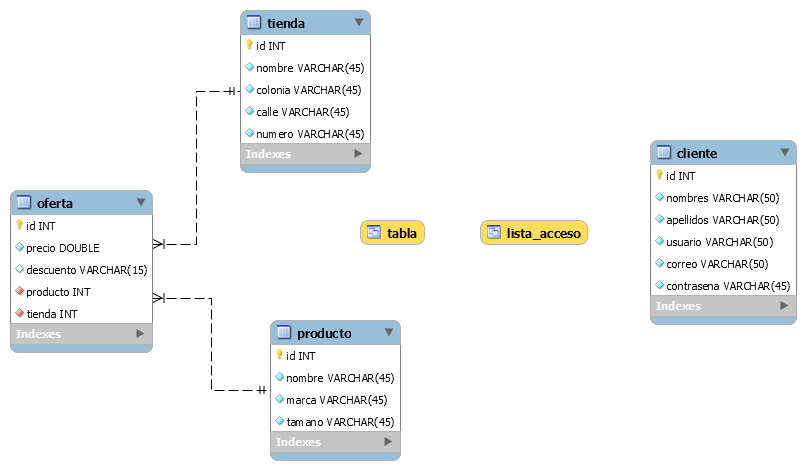 tienda
id INT
nombre VARCHAR(45)
colonia VARCHAR(45)
calle VARCHAR(45)
numero VARCHAR(45)
Indexes
cliente
id INT
nombres VARCHAR(50)
apellidos VARCHAR(50)
usuario VARCHAR(50)
correo VARCHAR(50)
contrasena VARCHAR(45)
Indexes
oferta
id INT
precio DOUBLE
descuento VARCHAR(15)
producto INT
tienda INT
Indexes
tabla
lista_acceso
producto
id INT
nombre VARCHAR(45)
marca VARCHAR(45)
tamano VARCHAR(45)
Indexes